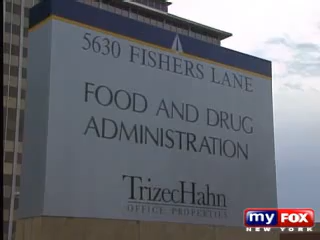 5630 FISHERS LANE
FOOD AND DRUG
ADMINISTRATION
TrizecHahn
OFFICE PROPERTIES
my FOX
NEW YORK